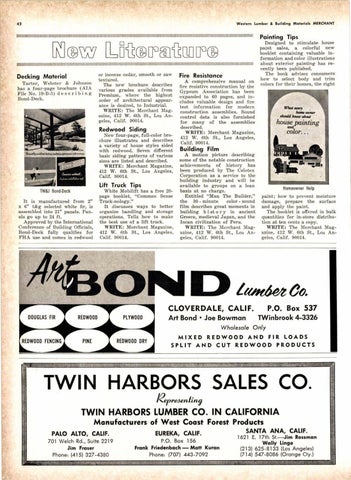 42
Western Lumber & Building Materials MERCHANT
New Literature
Decking Material
Tarter, Webster & Johnson
has a four-page brochure (AIA
File No. 19-B-3) describing
Bond-Deck.
TW&J Bond-Deck
It is manufactured from 2"
x 4" t&g mixed white fir, is
assembled into 21" panels. Pan-
els go up to 24 ft.
Approved by the International
Conference of Building Officials,
Bond-Deck fully qualifies for
FHA use and comes in redwood
or incense cedar, smooth or saw
textured.
The new brochure describes
various grades available from
Premium, where the highest
order of architectural appear-
ance is desired, to Industrial.
WRITE: The Merchant Mag-
azine, 412 W. 6th St., Los An-
geles, Calif. 90014.
Redwood Siding
New four-page, full-color bro-
chure illustrates and describes
a variety of house styles sided
with redwood. Seven different
basic siding patterns of various
sizes are listed and described.
WRITE: Merchant Magazine,
412 W. 6th St., Los Angeles,
Calif. 90014.
Lift Truck Tips
White Mobilift has a free 20-
page booklet, "Common Sense
Truck-nology."
It discusses ways to better
organize handling and storage
operations. Tells how to make
the best use of a lift truck.
WRITE: Merchant Magazine,
412 W. 6th St., Los Angeles,
Calif. 90014.
Fire Resistance
A comprehensive manual on
fire resistive construction by the
Gypsum Association has been
expanded to 40 pages, and in-
cludes valuable design and fire
test information for modern
construction assemblies. Sound
control data is also furnished
for many of the assemblies
described.
WRITE: Merchant Magazine,
412 W. 6th St., Los Angeles,
Calif. 90014.
Building Film
A motion picture describing
some of the notable construction
achievements of history has
been produced by The Celotex
Corporation as a service to the
building industry and will be
available to groups on a loan
basis at no charge.
Entitled "Man The Builder,"
the 30-minute color-sound
film describes great moments in
building history in ancient
Greece, medieval Japan, and the
Incan civilization of Peru.
WRITE: The Merchant Mag-
azine, 412 W. 6th St., Los An-
geles, Calif. 90014.
Painting Tips
Designed to stimulate house
paint sales, a colorful new
booklet containing valuable in-
formation and color illustrations
about exterior painting has re-
cently been published.
The book advises consumers
how to select body and trim
colors for their homes, the right
What every
home owner
should know about
house painting
and
color...
Homeowner Help
paint; how to prevent moisture
damage, prepare the surface
and apply the paint.
The booklet is offered in bulk
quantities for in-store distribu-
tion at ten cents a copy.
WRITE: The Merchant Mag-
azine, 412 W. 6th St., Los An-
geles, Calif. 90014.
Art BOND Lumber Co.
DOUGLAS FIR
REDWOOD
PLYWOOD
REDWOOD FENCING
PINE
REDWOOD DRY
CLOVERDALE, CALIF. P.O. Box 537
Art Bond • Joe Bowman TWinbrook 4-3326
Wholesale Only
MIXED REDWOOD AND FIR LOADS
SPLIT AND CUT REDWOOD PRODUCTS
TWIN HARBORS SALES CO.
Representing
TWIN HARBORS LUMBER CO. IN CALIFORNIA
Manufacturers of West Coast Forest Products
PALO ALTO, CALIF.
701 Welch Rd., Suite 2219
Jim Fraser
Phone: (415) 327-4380
EUREKA, CALIF.
P.O. Box 156
Frank Friedenbach—Matt Kuran
Phone: (707) 443-7092
SANTA ANA, CALIF.
1621 E. 17th St.—Jim Rossman
Wally Linge
(213) 625-8133 (Los Angeles)
(714) 547-8086 (Orange Cy.)